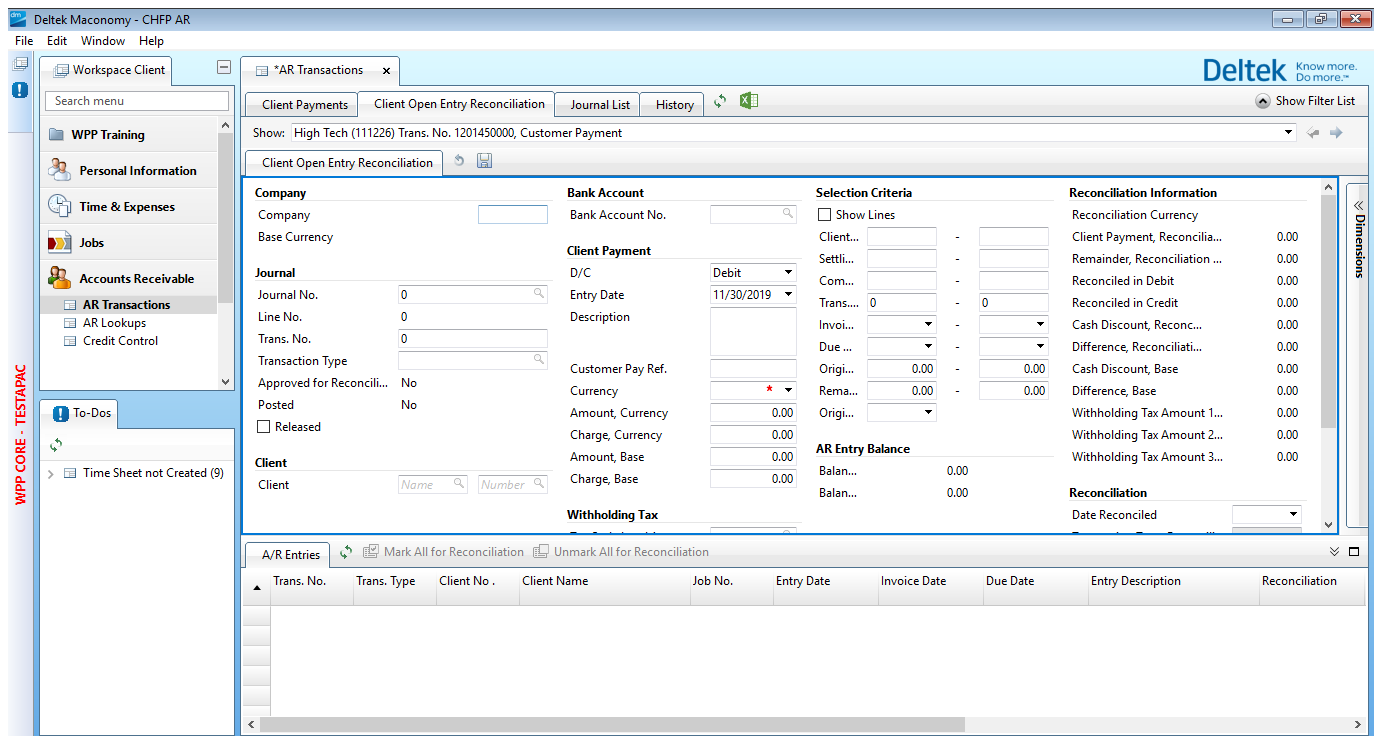 Deltek Maconomy - CHFP AR
File Edit Window Help
Workspace Client
*AR Transactions
Deltek Know more. Do more.™
Search menu
Client Payments Client Open Entry Reconciliation Journal List History Show Filter List
WPP Training
Show: High Tech (111226) Trans. No. 1201450000, Customer Payment
Personal Information
Time & Expenses
Jobs
Accounts Receivable
AR Transactions
AR Lookups
Credit Control
WPP CORE - TESTAPAC
To-Dos
Time Sheet not Created (9)
Client Open Entry Reconciliation
Company
Company
Base Currency
Journal
Journal No. 0
Line No. 0
Trans. No. 0
Transaction Type
Approved for Reconcili... No
Posted No
Released
Client
Client Name Number
Bank Account
Bank Account No.
Client Payment
D/C Debit
Entry Date 11/30/2019
Description
Customer Pay Ref.
Currency *
Amount, Currency 0.00
Charge, Currency 0.00
Amount, Base 0.00
Charge, Base 0.00
Withholding Tax
Selection Criteria
Show Lines
Client... -
Settli... -
Com... -
Trans.... 0 - 0
Invoi... -
Due ... -
Origi... 0.00 - 0.00
Rema... 0.00 - 0.00
Origi...
AR Entry Balance
Balan... 0.00
Balan... 0.00
Reconciliation Information
Reconciliation Currency
Client Payment, Reconcilia... 0.00
Remainder, Reconciliation ... 0.00
Reconciled in Debit 0.00
Reconciled in Credit 0.00
Cash Discount, Reconc... 0.00
Difference, Reconciliati... 0.00
Cash Discount, Base 0.00
Difference, Base 0.00
Withholding Tax Amount 1... 0.00
Withholding Tax Amount 2... 0.00
Withholding Tax Amount 3... 0.00
Reconciliation
Date Reconciled
Dimensions
A/R Entries Mark All for Reconciliation Unmark All for Reconciliation
Trans. No. Trans. Type Client No . Client Name Job No. Entry Date Invoice Date Due Date Entry Description Reconciliation